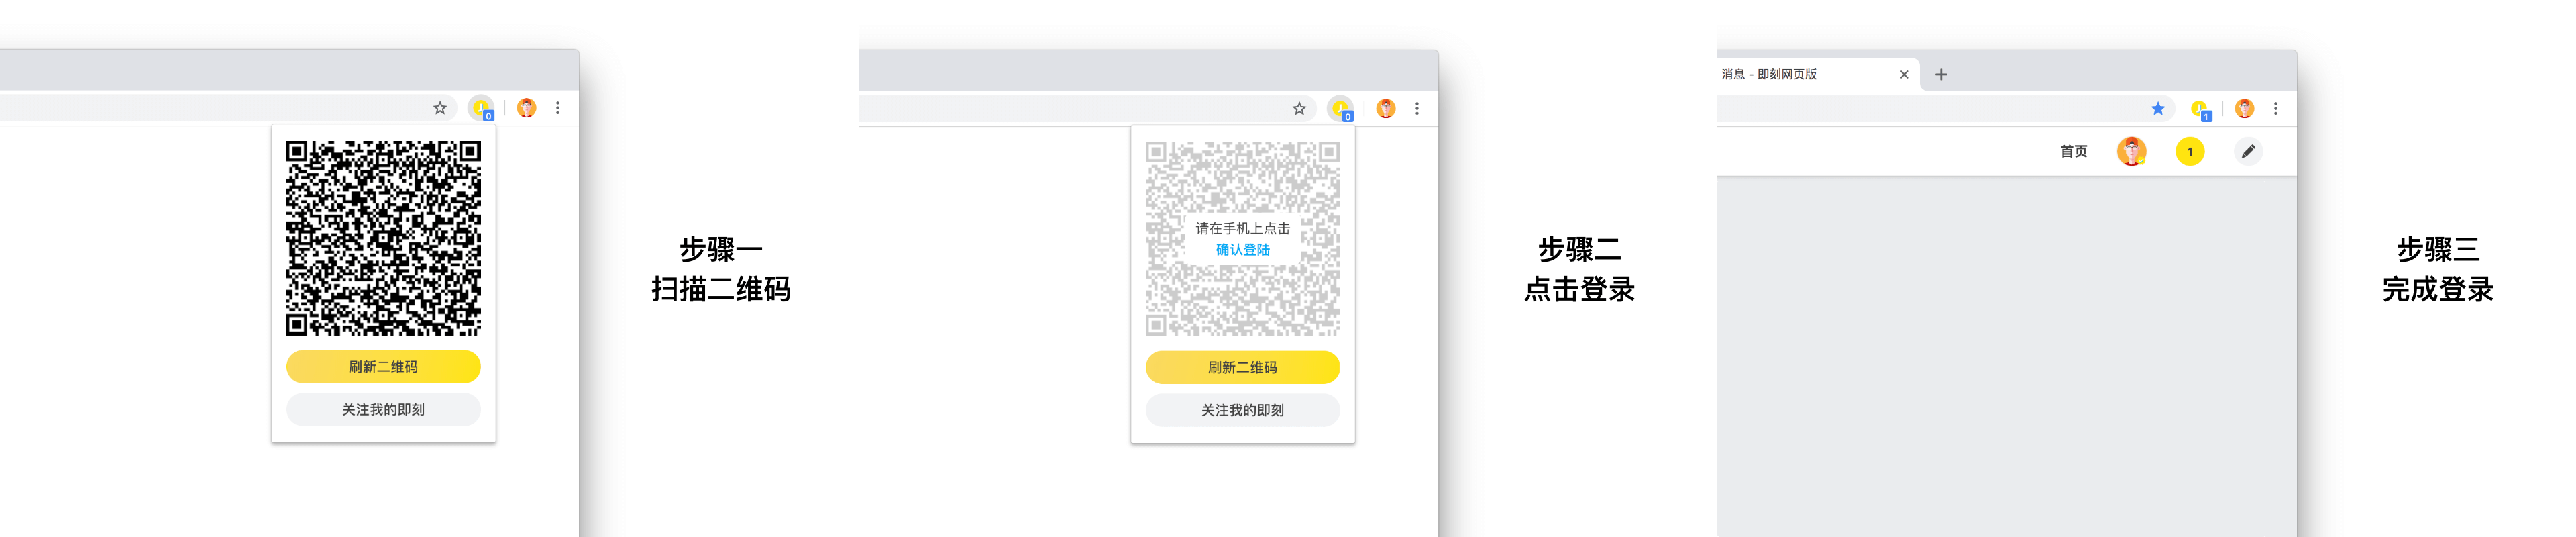 0
刷新二维码
关注我的即刻
步骤一
扫描二维码
0
请在手机上点击
确认登陆
刷新二维码
关注我的即刻
步骤二
点击登录
消息 - 即刻网页版
1
首页
1
步骤三
完成登录